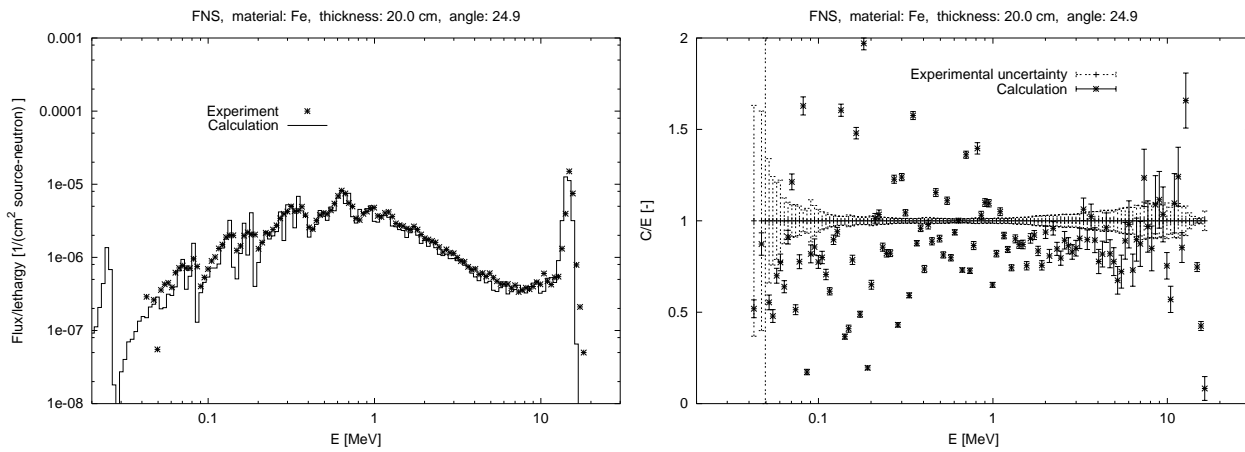 FNS, material: Fe, thickness: 20.0 cm, angle: 24.9
0.001
0.0001
1e-05
1e-06
1e-07
1e-08
Flux/lethargy [1/(cm² source-neutron) ]
Experiment
Calculation
0.1
1
10
E [MeV]
FNS, material: Fe, thickness: 20.0 cm, angle: 24.9
2
1.5
1
0.5
0
C/E [-]
Experimental uncertainty
Calculation
0.1
1
10
E [MeV]